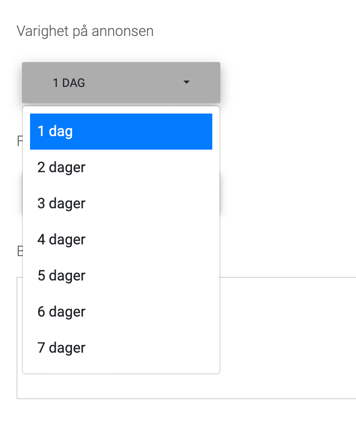 Varighet på annonsen
1 DAG
1 dag
2 dager
3 dager
4 dager
5 dager
6 dager
7 dager